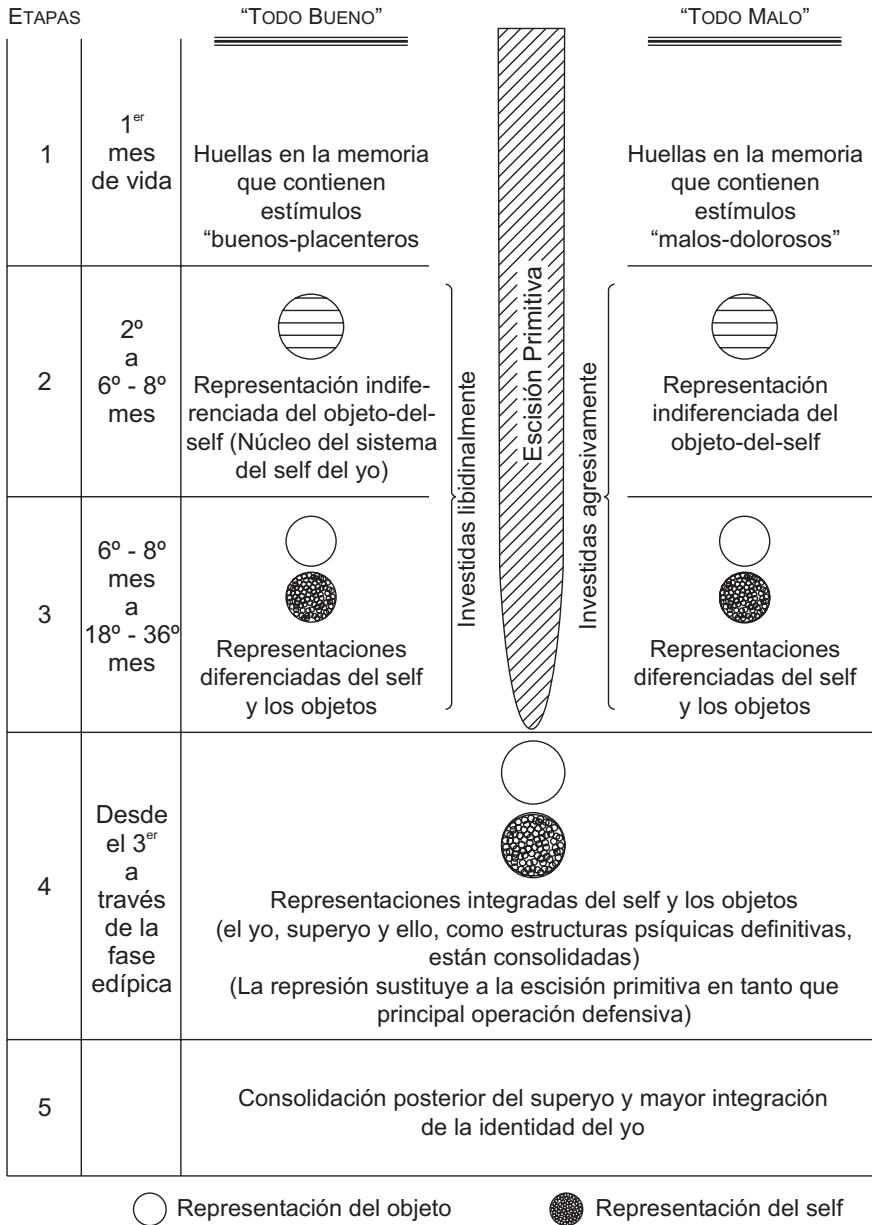 ETAPAS
“TODO BUENO”
“TODO MALO”
1
1er
mes
de vida
Huellas en la memoria
que contienen
estímulos
“buenos-placenteros
Huellas en la memoria
que contienen
estímulos
“malos-dolorosos”
Escisión Primitiva
2
2º
a
6º - 8º
mes
Representación indife-
renciada del objeto-del-
self (Núcleo del sistema
del self del yo)
Investidas libidinalmente
Investidas agresivamente
Representación
indiferenciada del
objeto-del-self
3
6º - 8º
mes
a
18º - 36º
mes
Representaciones
diferenciadas del self
y los objetos
Representaciones
diferenciadas del self
y los objetos
4
Desde
el 3er
a
través
de la
fase
edípica
Representaciones integradas del self y los objetos
(el yo, superyo y ello, como estructuras psíquicas definitivas,
están consolidadas)
(La represión sustituye a la escisión primitiva en tanto que
principal operación defensiva)
5
Consolidación posterior del superyo y mayor integración
de la identidad del yo
Representación del objeto
Representación del self